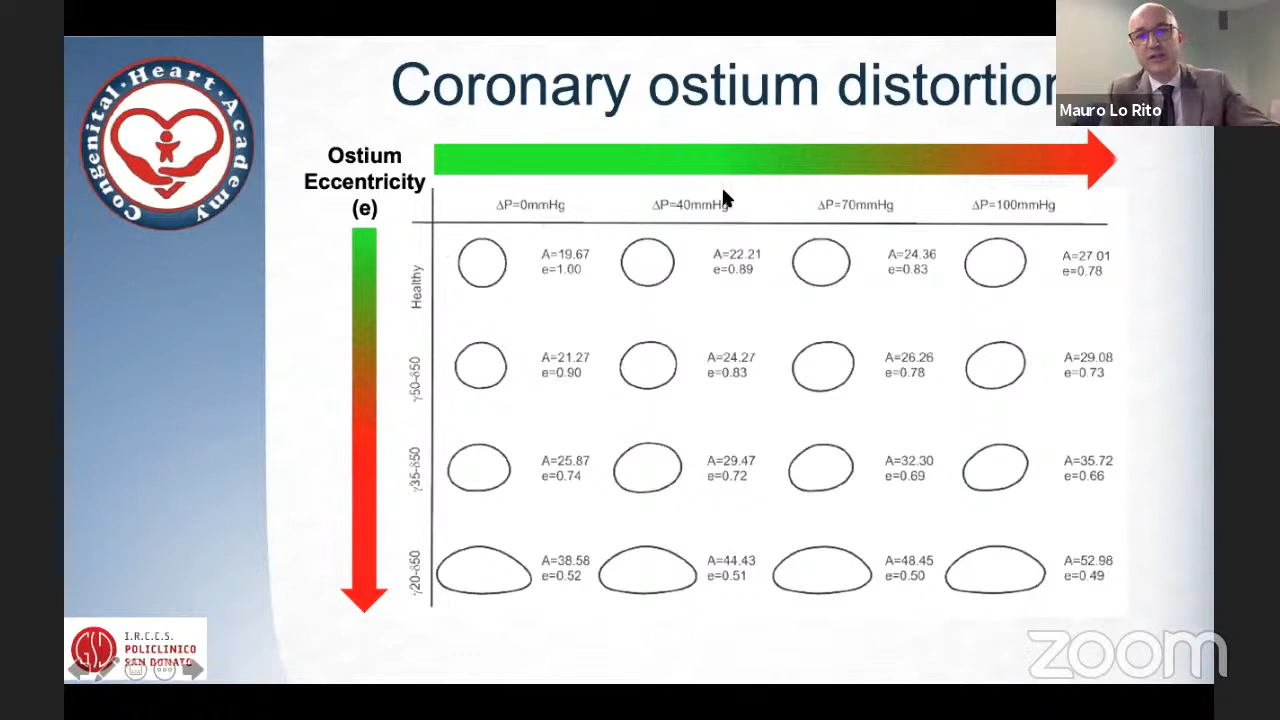 Congenital Heart Academy
Coronary ostium distortion
Mauro Lo Rito
Ostium
Eccentricity
(e)
ΔP=0mmHg ΔP=40mmHg ΔP=70mmHg ΔP=100mmHg
Healthy
A=19.67 A=22.21 A=24.36 A=27.01
e=1.00 e=0.89 e=0.83 e=0.78
γ50-δ50
A=21.27 A=24.27 A=26.26 A=29.08
e=0.90 e=0.83 e=0.78 e=0.73
γ35-δ50
A=25.87 A=29.47 A=32.30 A=35.72
e=0.74 e=0.72 e=0.69 e=0.66
γ20-δ50
A=38.58 A=44.43 A=48.45 A=52.98
e=0.52 e=0.51 e=0.50 e=0.49
GSD
I.R.C.C.S.
POLICLINICO
SAN DONATO
zoom